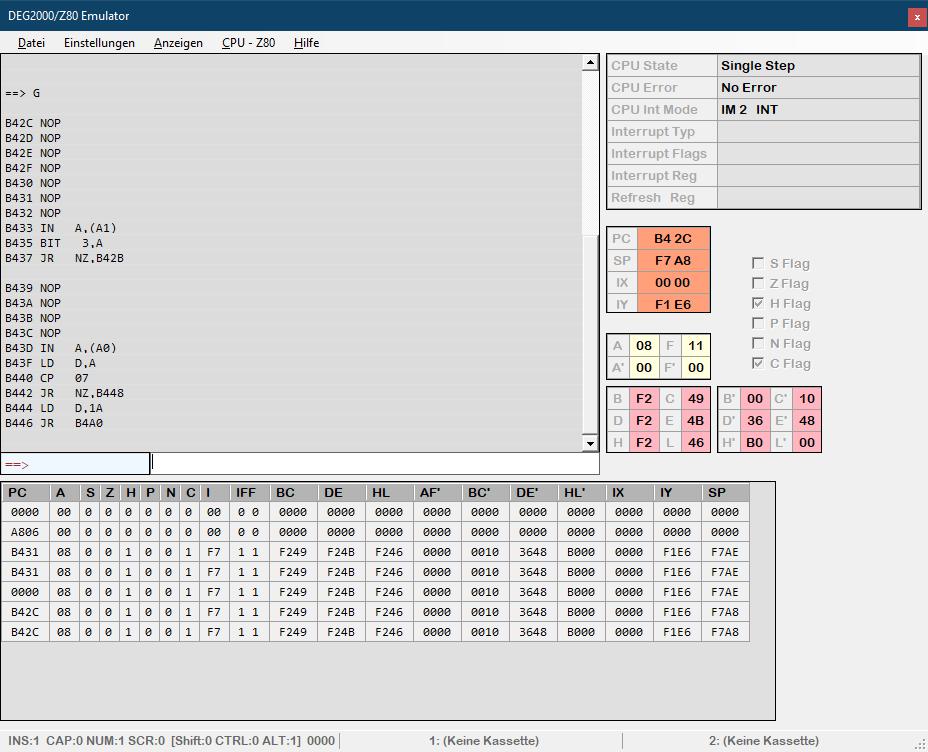 DEG2000/Z80 Emulator
x
Datei Einstellungen Anzeigen CPU - Z80 Hilfe
==> G
B42C NOP
B42D NOP
B42E NOP
B42F NOP
B430 NOP
B431 NOP
B432 NOP
B433 IN A,(A1)
B435 BIT 3,A
B437 JR NZ,B42B
B439 NOP
B43A NOP
B43B NOP
B43C NOP
B43D IN A,(A0)
B43F LD D,A
B440 CP 07
B442 JR NZ,B448
B444 LD D,1A
B446 JR B4A0
==>
CPU State Single Step
CPU Error No Error
CPU Int Mode IM 2 INT
Interrupt Typ
Interrupt Flags
Interrupt Reg
Refresh Reg
PC B4 2C
SP F7 A8
IX 00 00
IY F1 E6
S Flag
Z Flag
H Flag
P Flag
N Flag
C Flag
A 08 F 11
A' 00 F' 00
B F2 C 49
D F2 E 4B
H F2 L 46
B' 00 C' 10
D' 36 E' 48
H' B0 L' 00
PC A S Z H P N C I IFF BC DE HL AF' BC' DE' HL' IX IY SP
0000 00 0 0 0 0 0 0 00 0 0 0000 0000 0000 0000 0000 0000 0000 0000 0000 0000
A806 00 0 0 0 0 0 0 00 0 0 0000 0000 0000 0000 0000 0000 0000 0000 0000 0000
B431 08 0 0 1 0 0 1 F7 1 1 F249 F24B F246 0000 0010 3648 B000 0000 F1E6 F7AE
B431 08 0 0 1 0 0 1 F7 1 1 F249 F24B F246 0000 0010 3648 B000 0000 F1E6 F7AE
0000 08 0 0 1 0 0 1 F7 1 1 F249 F24B F246 0000 0010 3648 B000 0000 F1E6 F7AE
B42C 08 0 0 1 0 0 1 F7 1 1 F249 F24B F246 0000 0010 3648 B000 0000 F1E6 F7A8
B42C 08 0 0 1 0 0 1 F7 1 1 F249 F24B F246 0000 0010 3648 B000 0000 F1E6 F7A8
INS:1 CAP:0 NUM:1 SCR:0 [Shift:0 CTRL:0 ALT:1] 0000 1: (Keine Kassette) 2: (Keine Kassette)